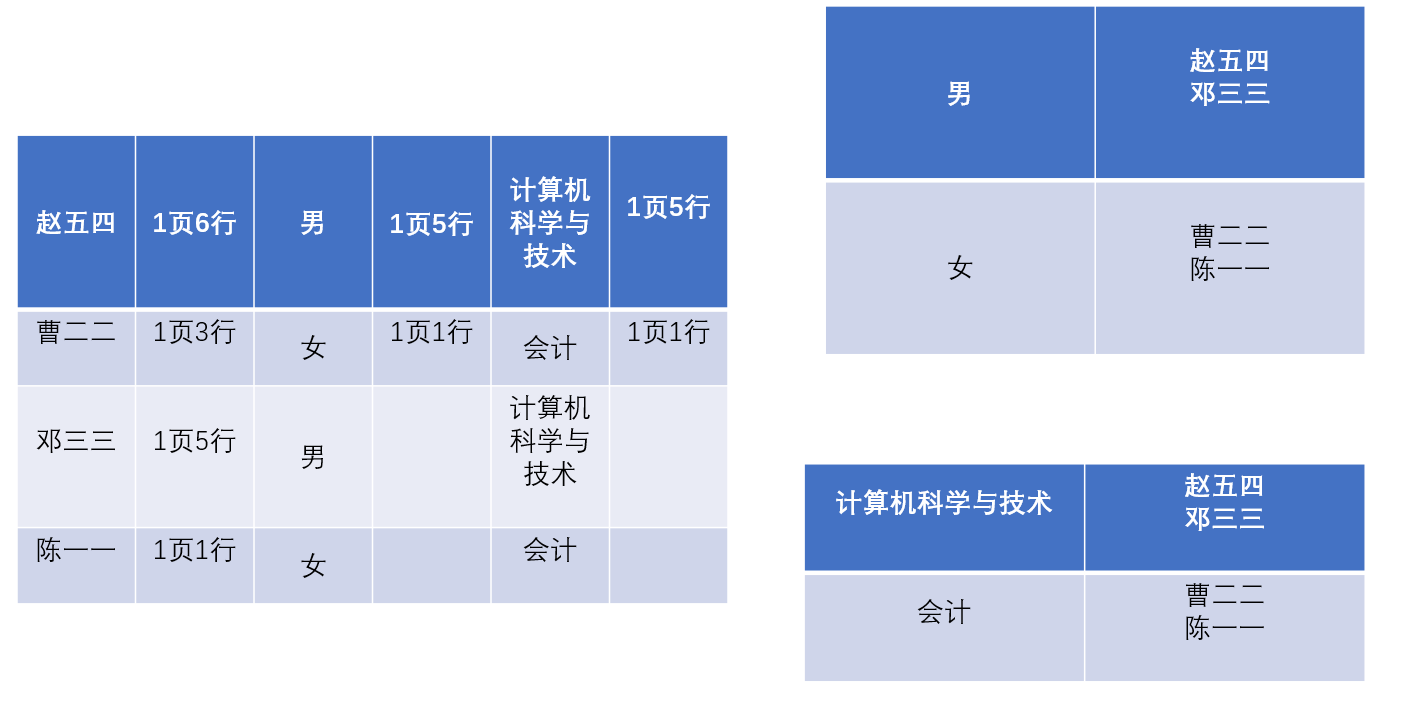 赵五四 1页6行 男 1页5行 计算机 1页5行
科学与
技术
曹二二 1页3行 女 1页1行 会计 1页1行
邓三三 1页5行 男 计算机
科学与
技术
陈一一 1页1行 女 会计
男 赵五四
邓三三
女 曹二二
陈一一
计算机科学与技术 赵五四
邓三三
会计 曹二二
陈一一